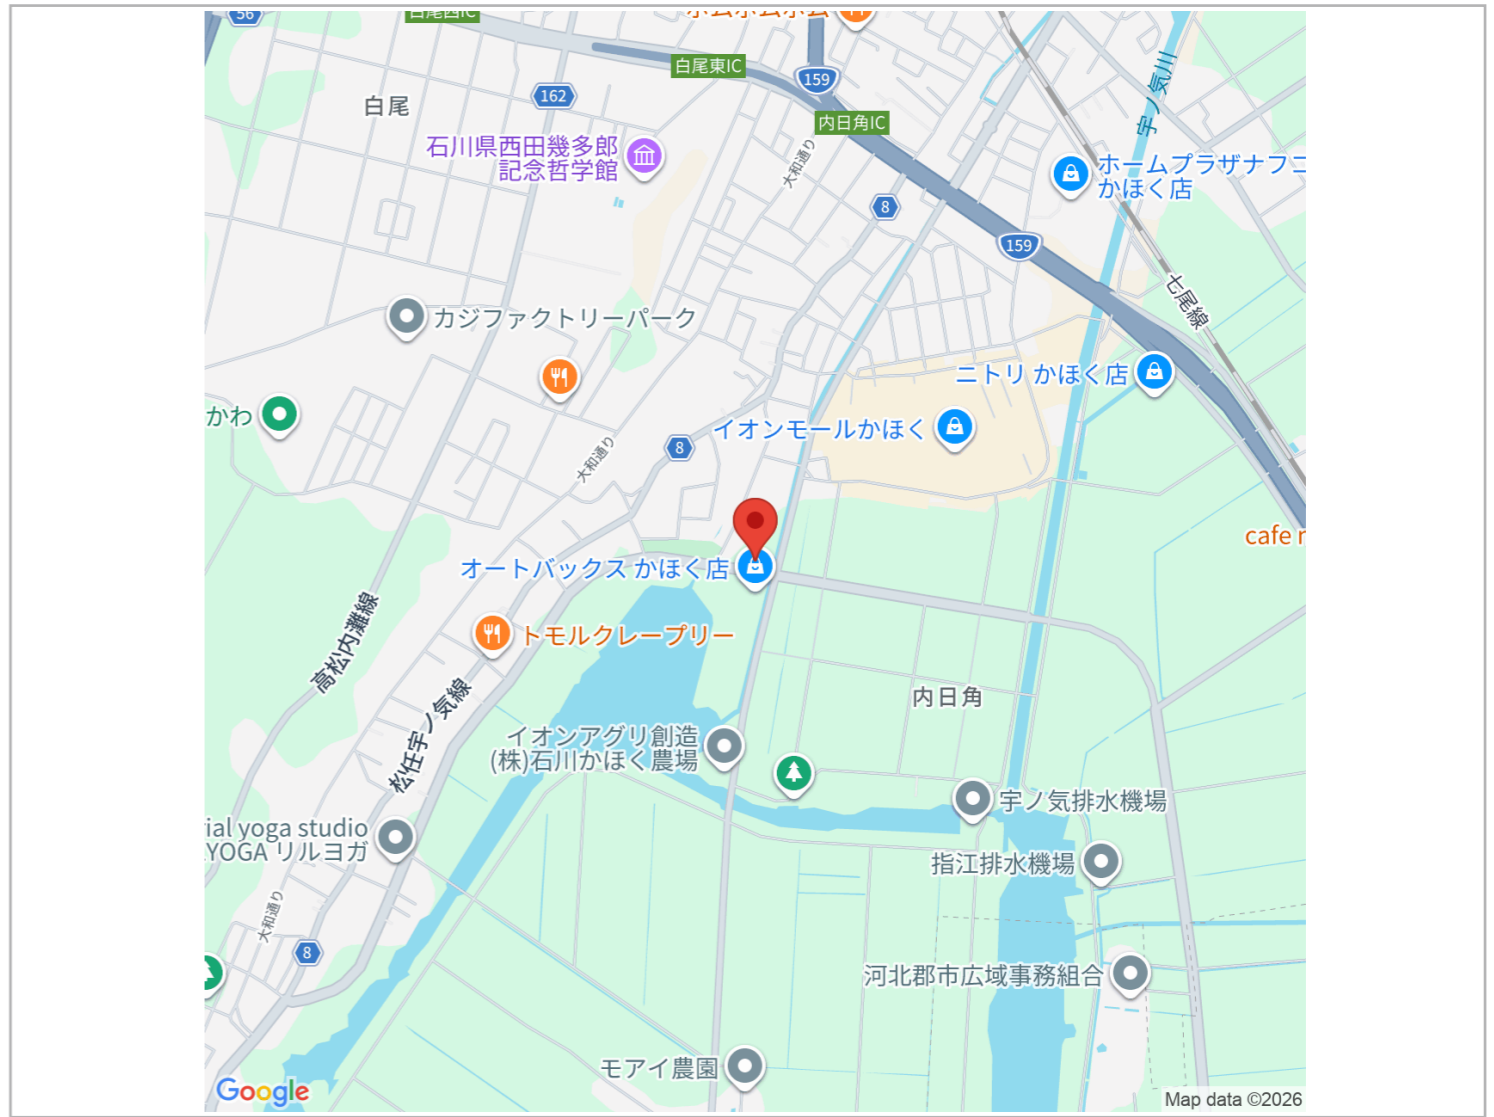 56
白尾西IC
白尾東IC
159
162
白尾
内日角IC
大和通り
宇ノ気川
石川県西田幾多郎
記念哲学館
ホームプラザナフコ
かほく店
8
159
七尾線
カジファクトリーパーク
ニトリ かほく店
かわ
イオンモールかほく
8
大和通り
cafe r
オートバックス かほく店
トモルクレープリー
高松内灘線
内日角
松任宇ノ気線
イオンアグリ創造
(株)石川かほく農場
宇ノ気排水機場
ial yoga studio
YOGA リルヨガ
指江排水機場
大和通り
8
河北郡市広域事務組合
モアイ農園
Google
Map data ©2026